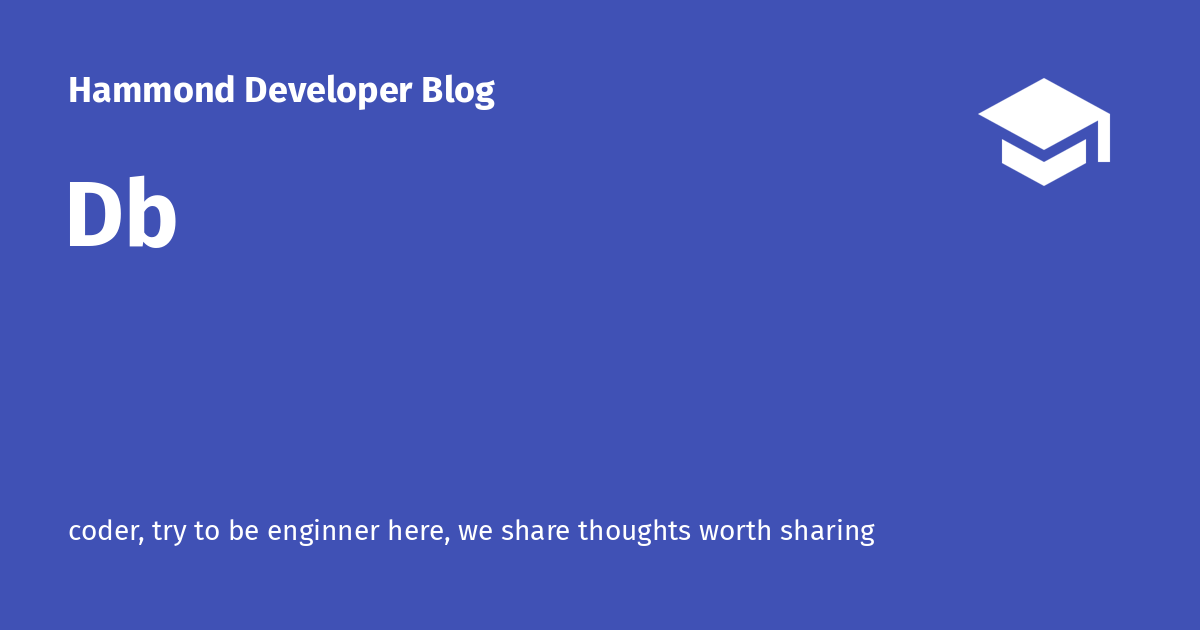 Hammond Developer Blog
Db
coder, try to be enginner here, we share thoughts worth sharing